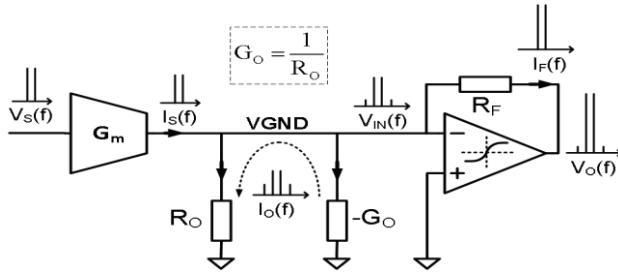 G_O = 1/R_O
V_S(f)
G_m
I_S(f)
VGND
V_IN(f)
R_F
I_F(f)
−
+
V_O(f)
R_O
I_O(f)
-G_O